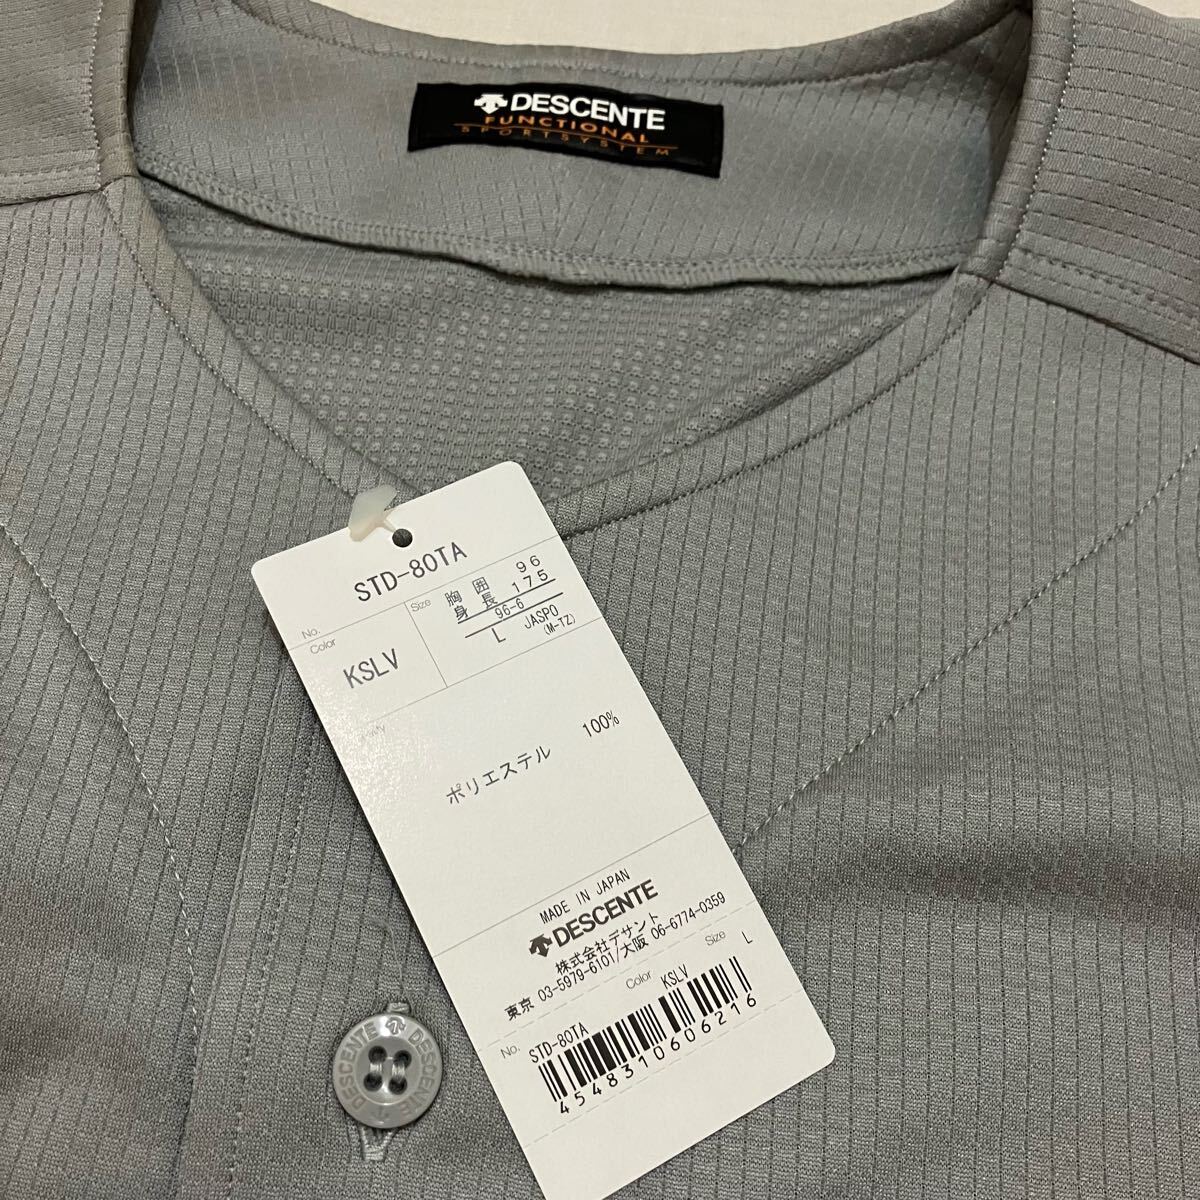 DESCENTE
FUNCTIONAL
SPORTSSYSTEM
No. STD-80TA
Color KSLV
Size 胸囲 96
身長 175
96-6
L JASPO
(M-TZ)
ポリエステル 100%
MADE IN JAPAN
DESCENTE
株式会社デサント
東京 03-5979-6101/大阪 06-6774-0359
No. STD-80TA Color KSLV Size L
4548310606216
DESCENTE DESCENTE